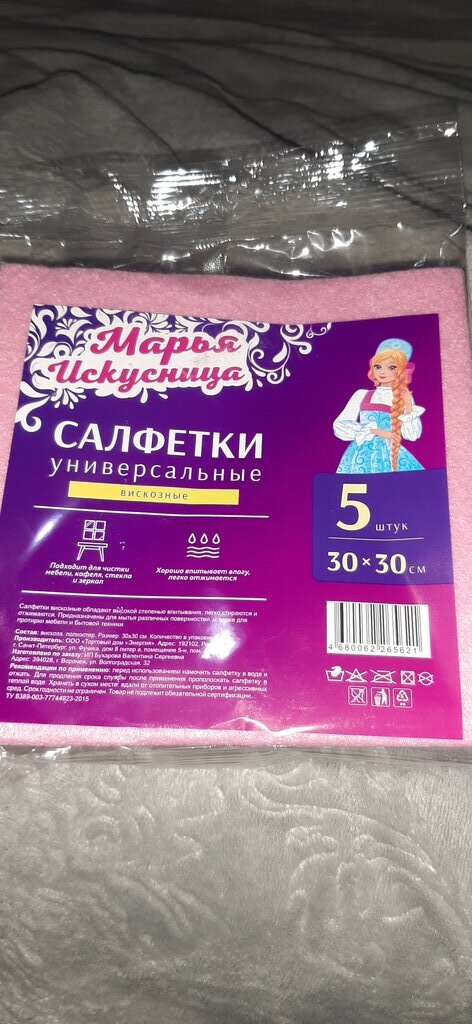 Марья
Искусница
САЛФЕТКИ
универсальные
вискозные
5 штук
30×30 см
Подходит для чистки
мебели, кафеля, стекла
и зеркал
Хорошо впитывает влагу,
легко отжимается
Салфетки вискозные обладают высокой степенью впитывания, легко стираются и
отжимаются. Предназначены для мытья различных поверхностей, а также для
протирки мебели и бытовой техники.
Состав: вискоза, полиэстер. Размер: 30х30 см. Количество в упаковке
Производитель: ООО «Торговый дом «Энергия». Адрес: 192102,
г. Санкт-Петербург, ул. Фучика, дом 8 литер а, помещение 5-н,
Изготовлено по заказу: ИП Бухарова Валентина Сергеевна
Адрес: 394028, г. Воронеж, ул. Волгоградская, 32
Рекомендации по применению: перед использованием намочить салфетку в воде и
отжать. Для продления срока службы после применения прополоскать салфетку в
теплой воде. Хранить в сухом месте, вдали от отопительных приборов и агрессивных
сред. Срок годности не ограничен. Товар не подлежит обязательной сертификации.
ТУ 8389-003-77744923-2015
4 680062 265621